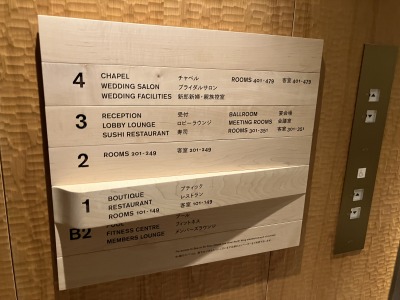 4 CHAPEL チャペル ROOMS 401-479 客室 401-479
WEDDING SALON ブライダルサロン
WEDDING FACILITIES 新郎新婦・親族控室
3 RECEPTION 受付 BALLROOM 宴会場
LOBBY LOUNGE ロビーラウンジ MEETING ROOMS 会議室
SUSHI RESTAURANT 寿司 ROOMS 301-351 客室 301-351
2 ROOMS 201-249 客室 201-249
1 BOUTIQUE ブティック
RESTAURANT レストラン
ROOMS 101-149 客室 101-149
B2 POOL プール
FITNESS CENTRE フィットネス
MEMBERS LOUNGE メンバーズラウンジ